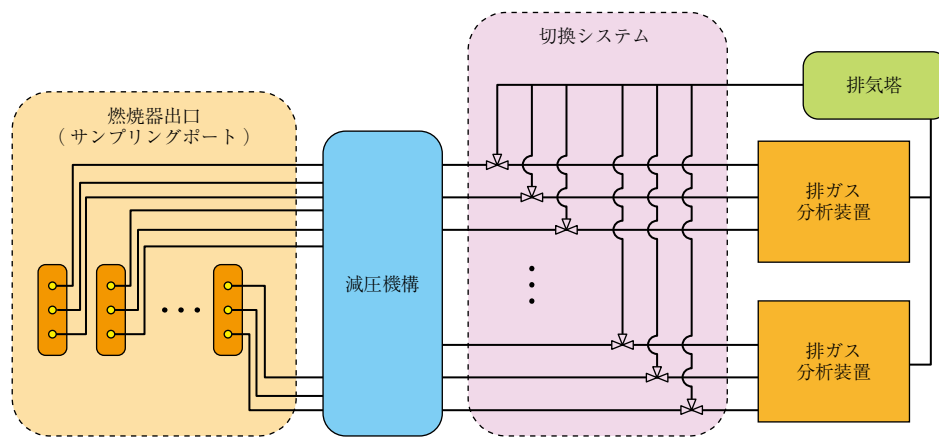 切換システム
排気塔
燃焼器出口
（サンプリングポート）
減圧機構
排ガス
分析装置
排ガス
分析装置